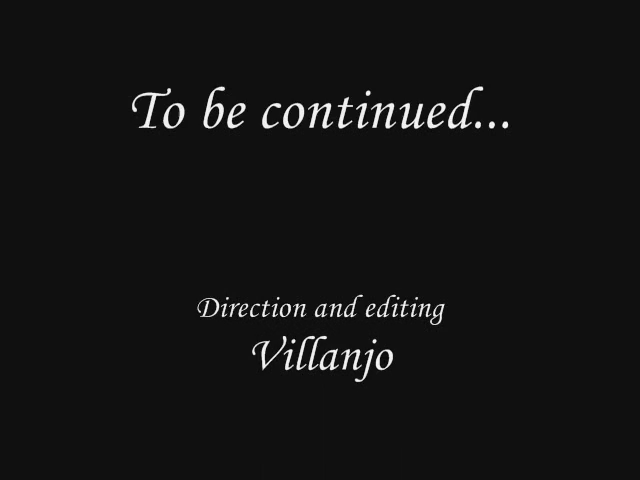 To be continued...
Direction and editing
Villanjo